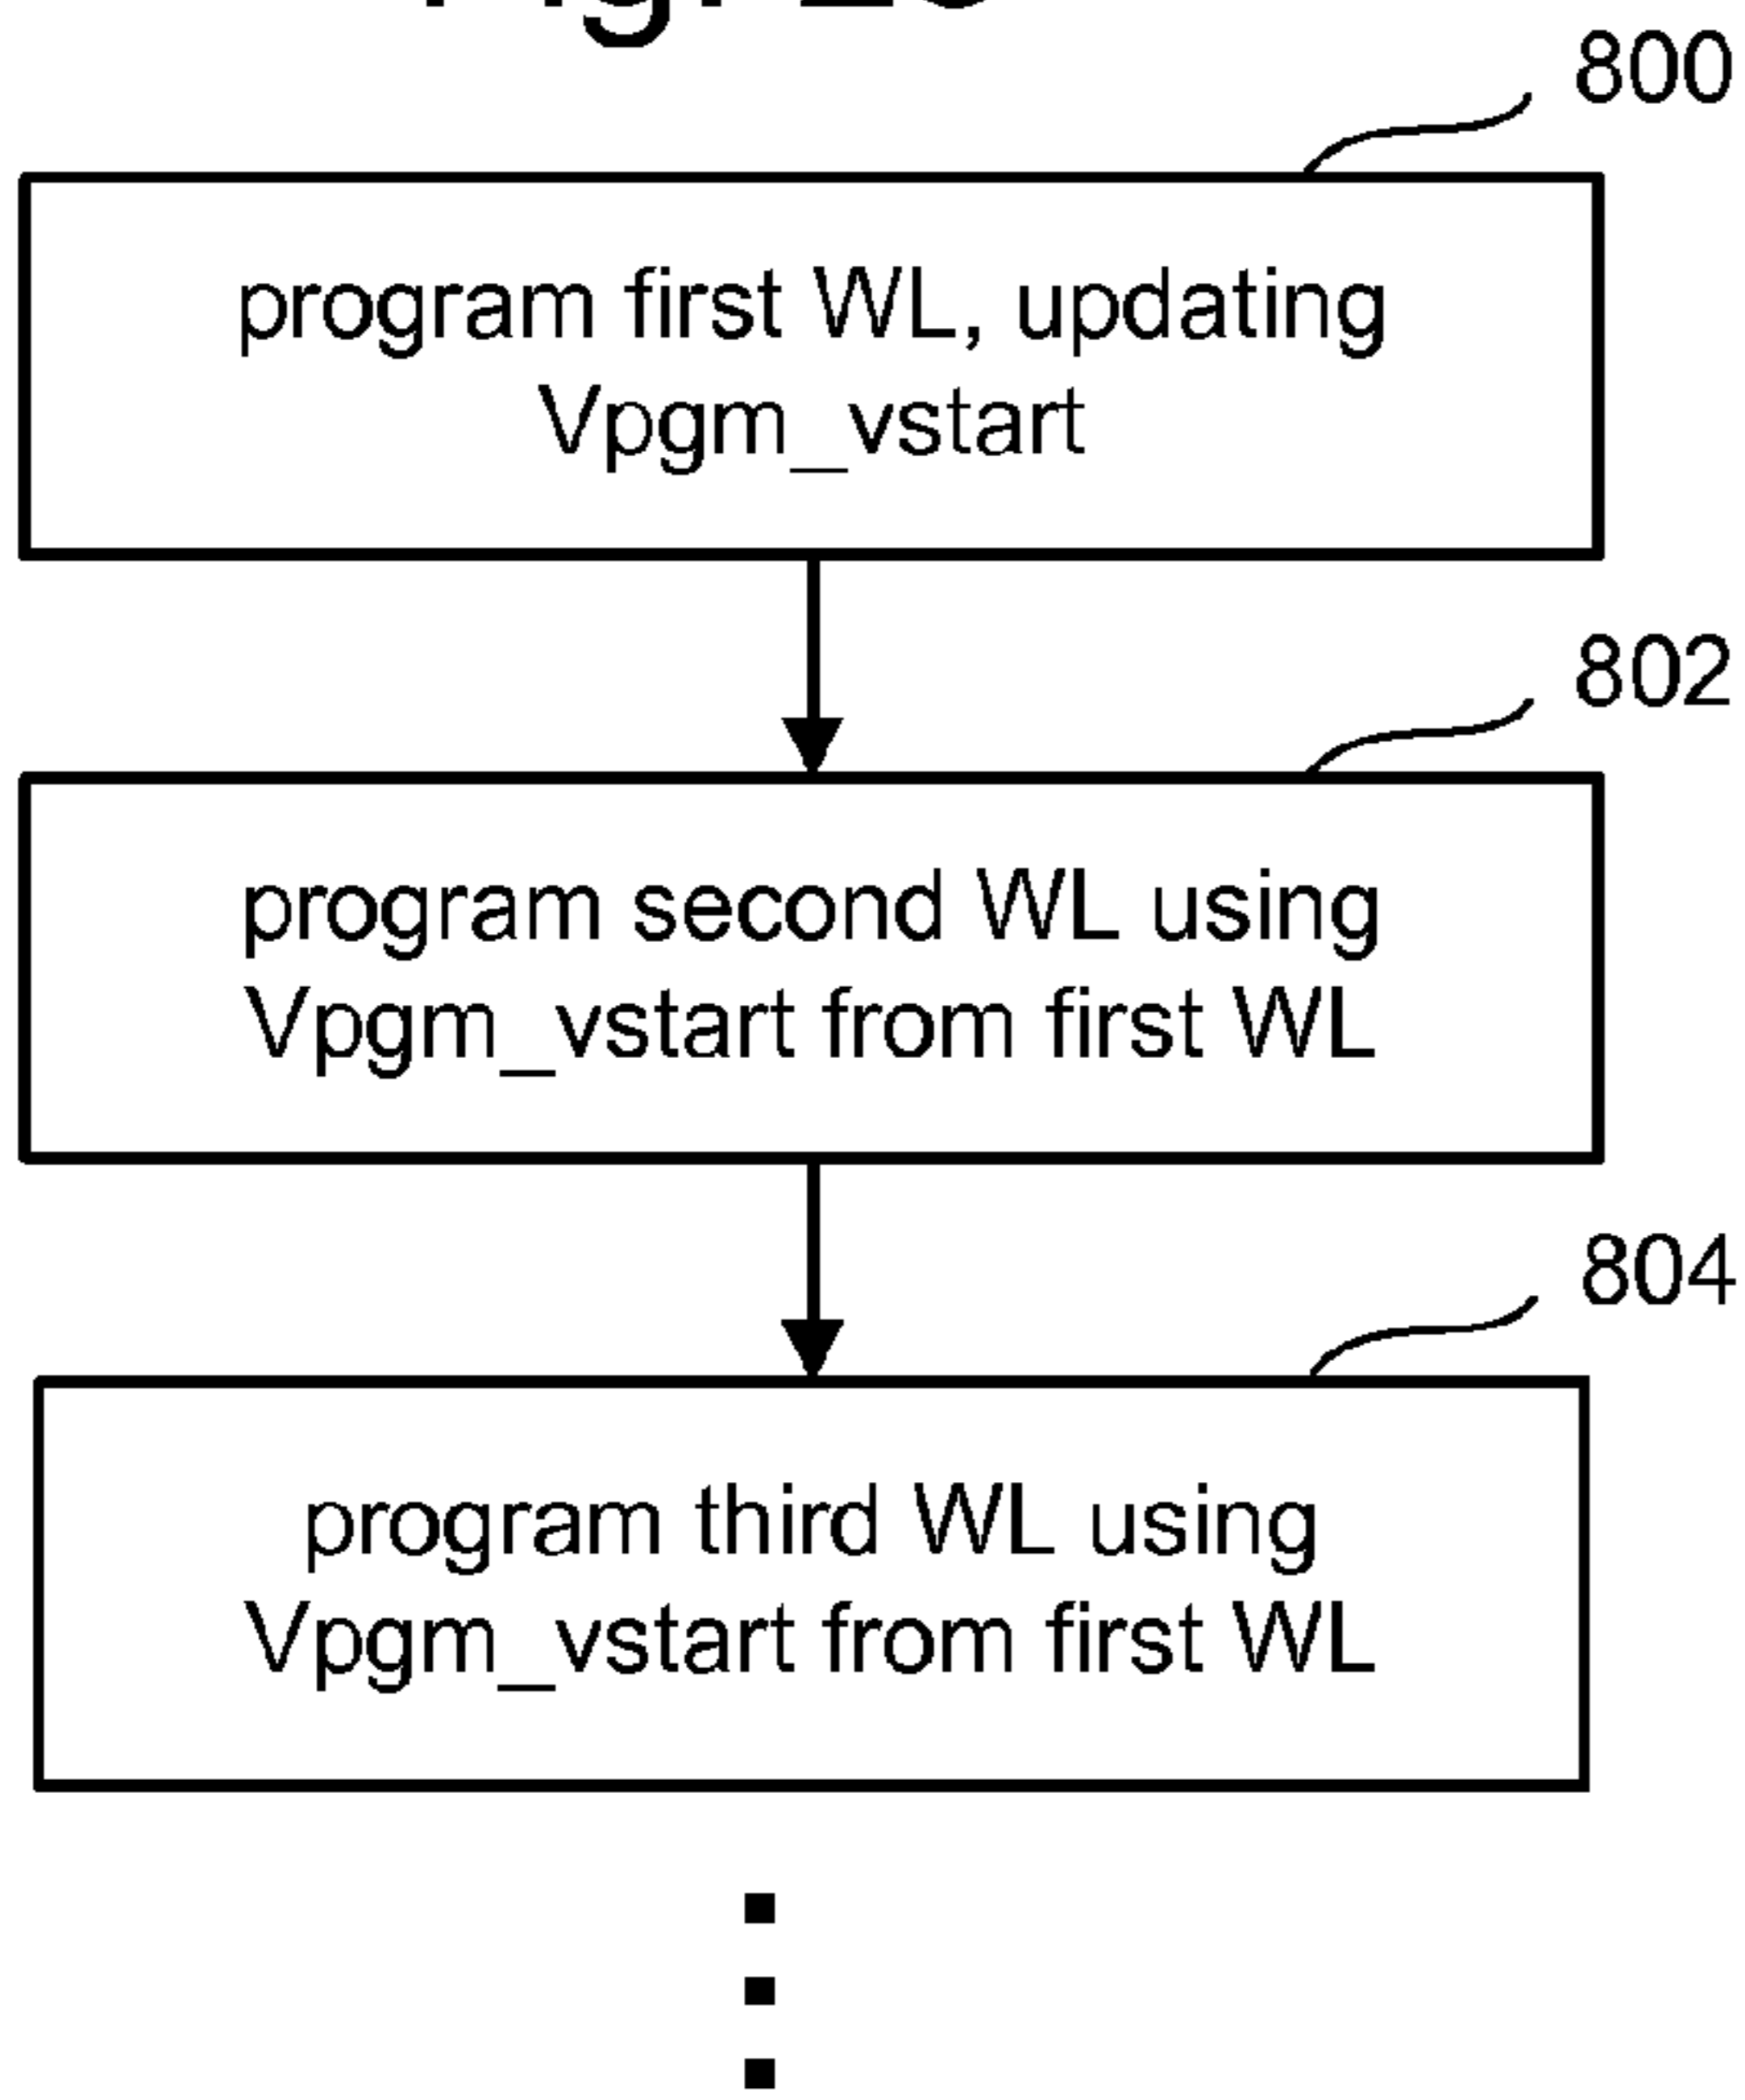 800
program first WL, updating
Vpgm_vstart
802
program second WL using
Vpgm_vstart from first WL
804
program third WL using
Vpgm_vstart from first WL